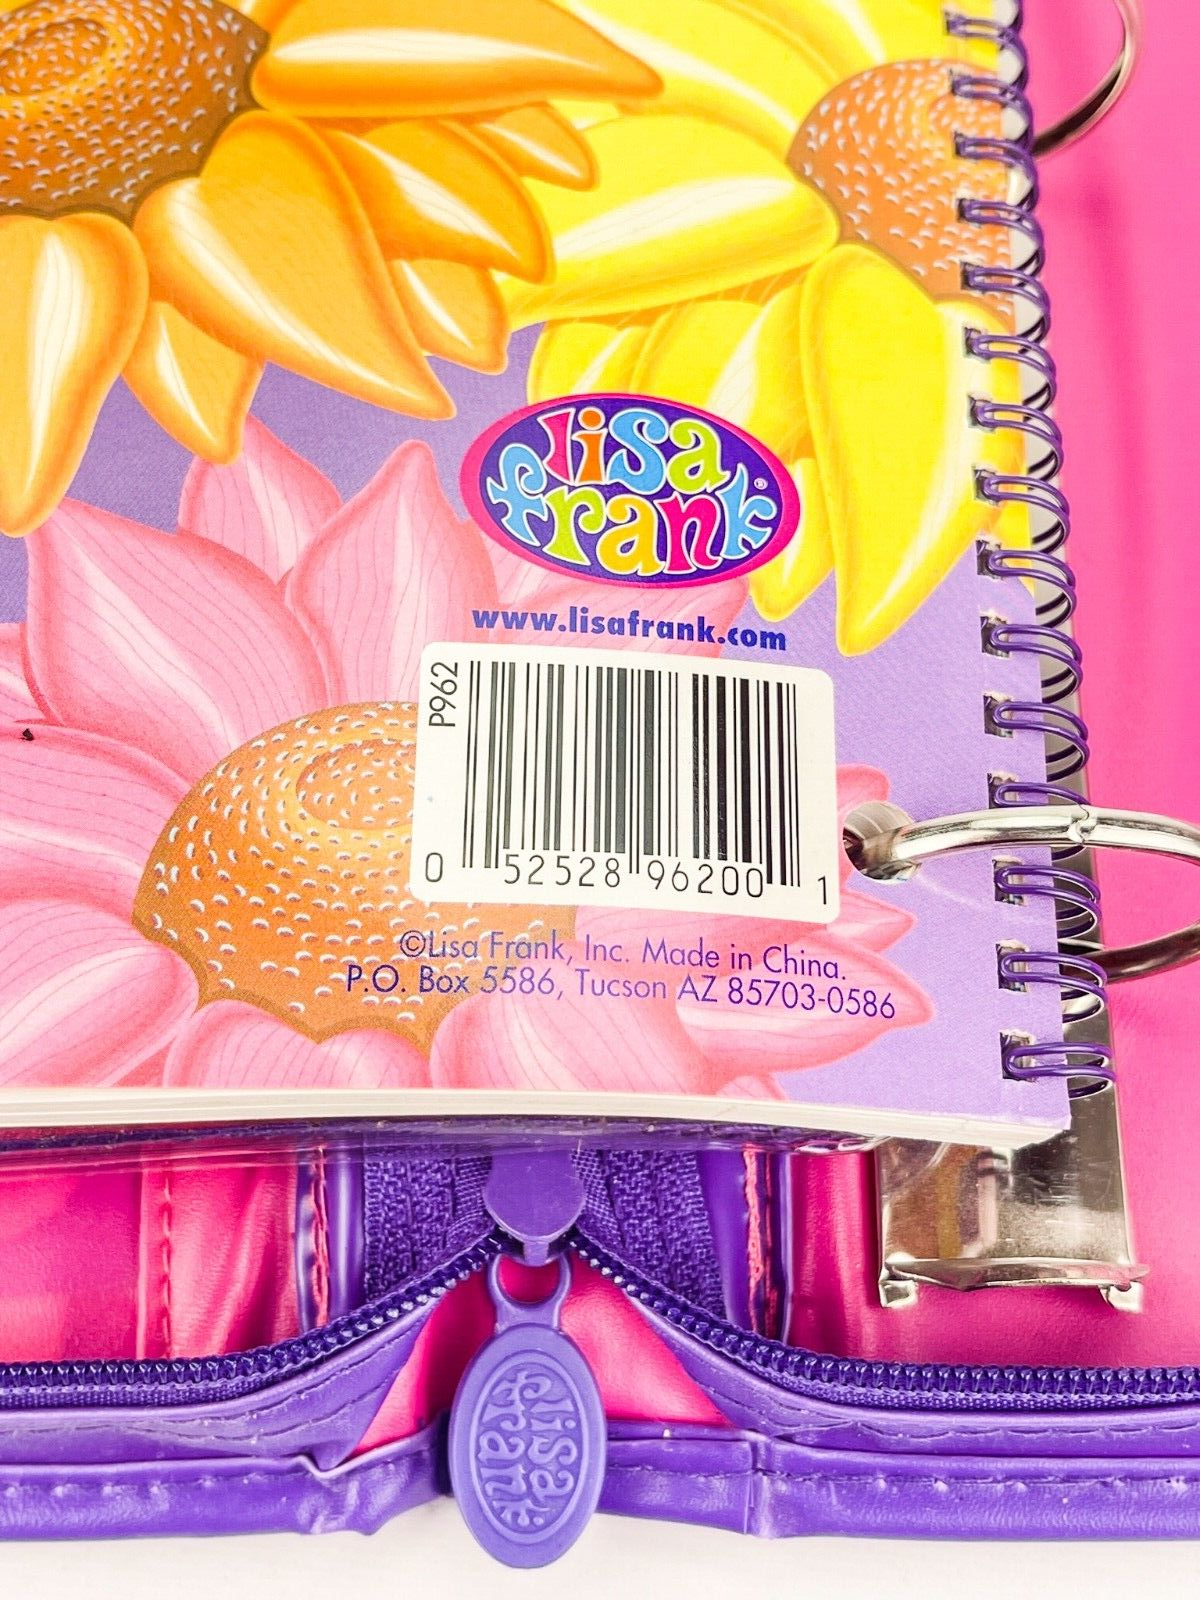 lisa
frank®
www.lisafrank.com
P962
0 52528 96200 1
©Lisa Frank, Inc. Made in China.
P.O. Box 5586, Tucson AZ 85703-0586
lisa
frank